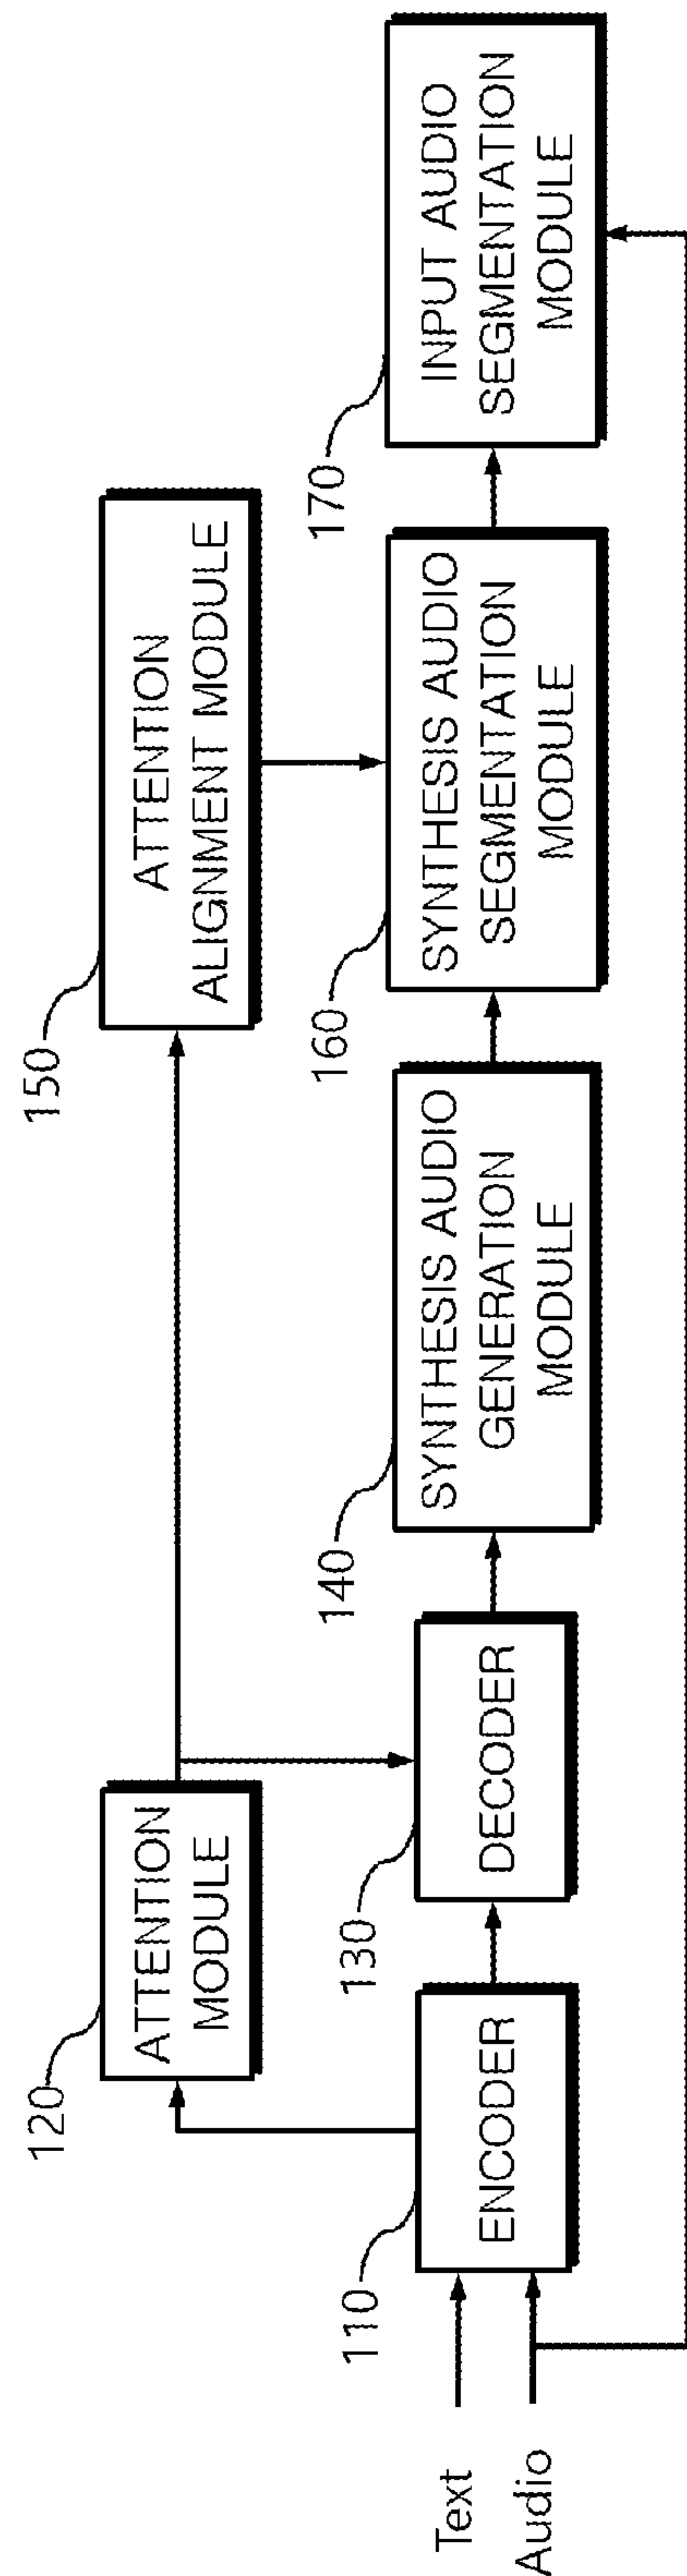 120
ATTENTION
MODULE
150
ATTENTION
ALIGNMENT MODULE
Text
Audio
110
ENCODER
130
DECODER
140
SYNTHESIS AUDIO
GENERATION
MODULE
160
SYNTHESIS AUDIO
SEGMENTATION
MODULE
170
INPUT AUDIO
SEGMENTATION
MODULE